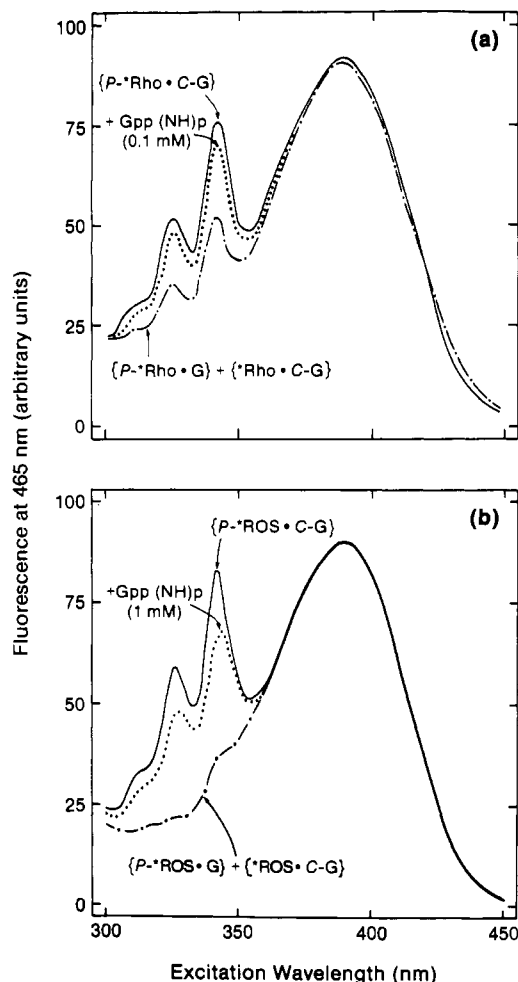 (a)
100
75
50
25
0
{P-*Rho • C-G}
+ Gpp (NH)p
(0.1 mM)
{P-*Rho • G} + {*Rho • C-G}
Fluorescence at 465 nm (arbitrary units)
(b)
100
75
50
25
0
{P-*ROS • C-G}
+Gpp (NH)p
(1 mM)
{P-*ROS • G} + {*ROS • C-G}
300 350 400 450
Excitation Wavelength (nm)